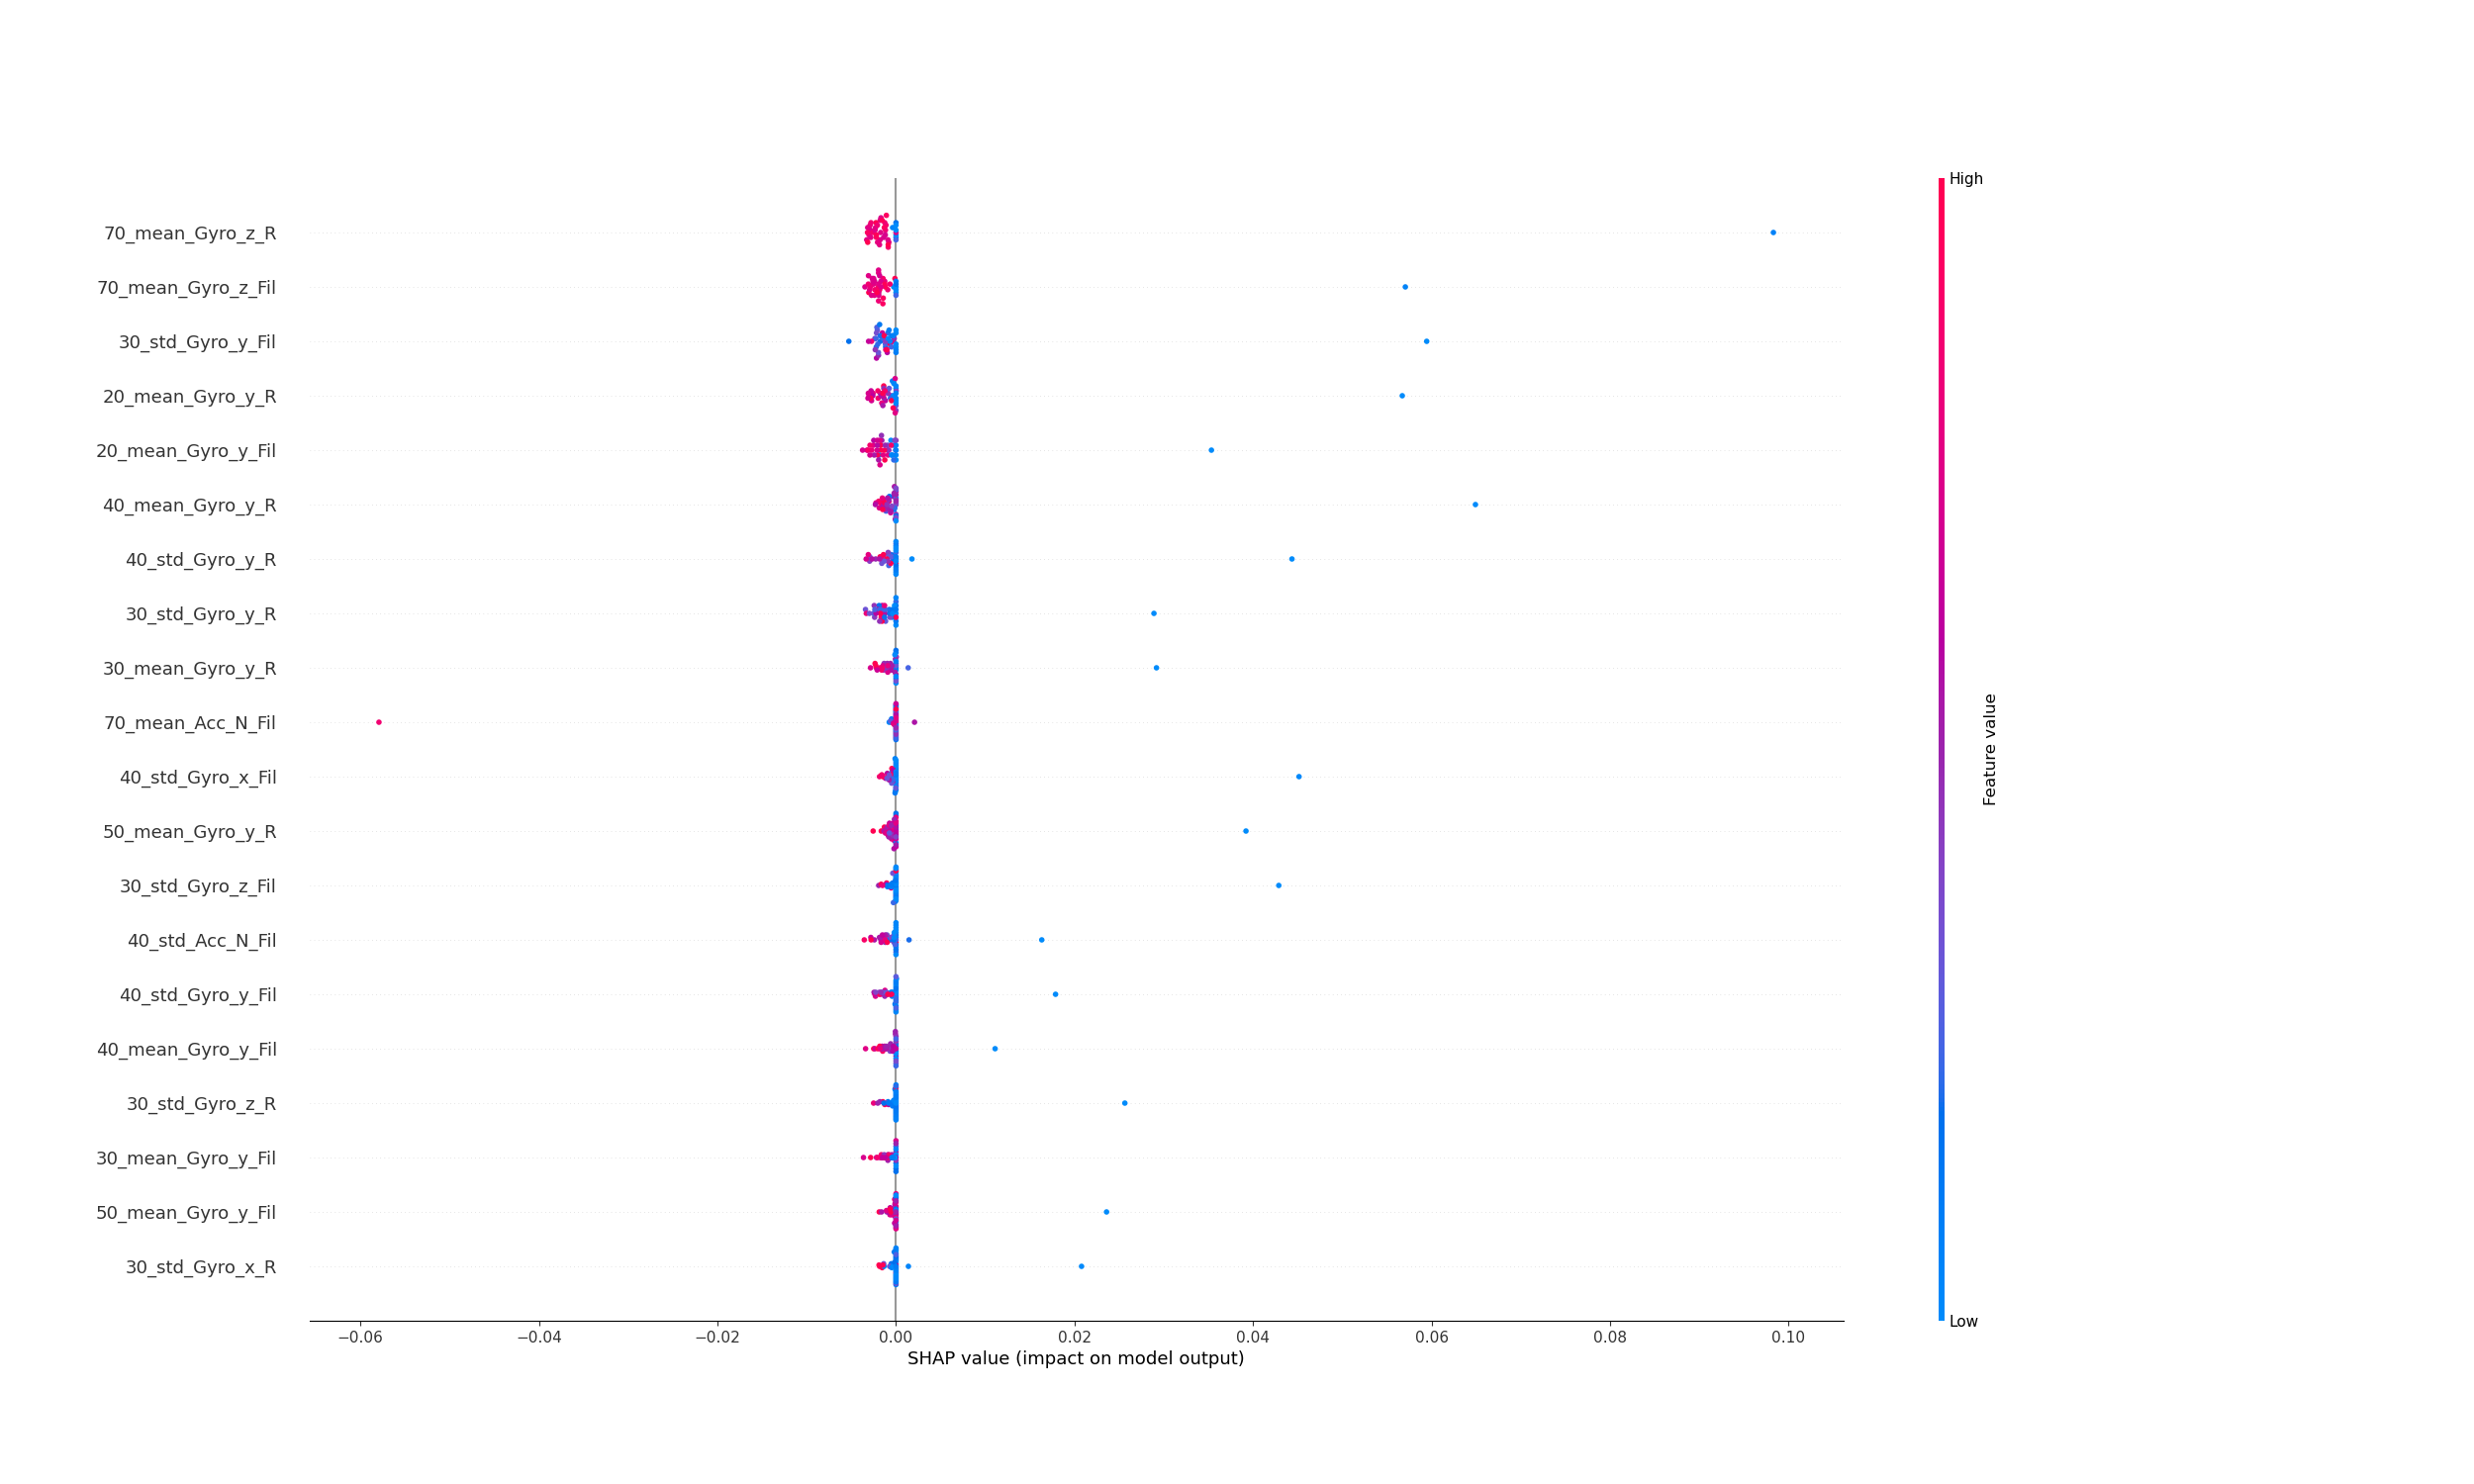 High
70_mean_Gyro_z_R
70_mean_Gyro_z_Fil
30_std_Gyro_y_Fil
20_mean_Gyro_y_R
20_mean_Gyro_y_Fil
40_mean_Gyro_y_R
40_std_Gyro_y_R
30_std_Gyro_y_R
30_mean_Gyro_y_R
70_mean_Acc_N_Fil
40_std_Gyro_x_Fil
50_mean_Gyro_y_R
30_std_Gyro_z_Fil
40_std_Acc_N_Fil
40_std_Gyro_y_Fil
40_mean_Gyro_y_Fil
30_std_Gyro_z_R
30_mean_Gyro_y_Fil
50_mean_Gyro_y_Fil
30_std_Gyro_x_R
Feature value
Low
−0.06 −0.04 −0.02 0.00 0.02 0.04 0.06 0.08 0.10
SHAP value (impact on model output)